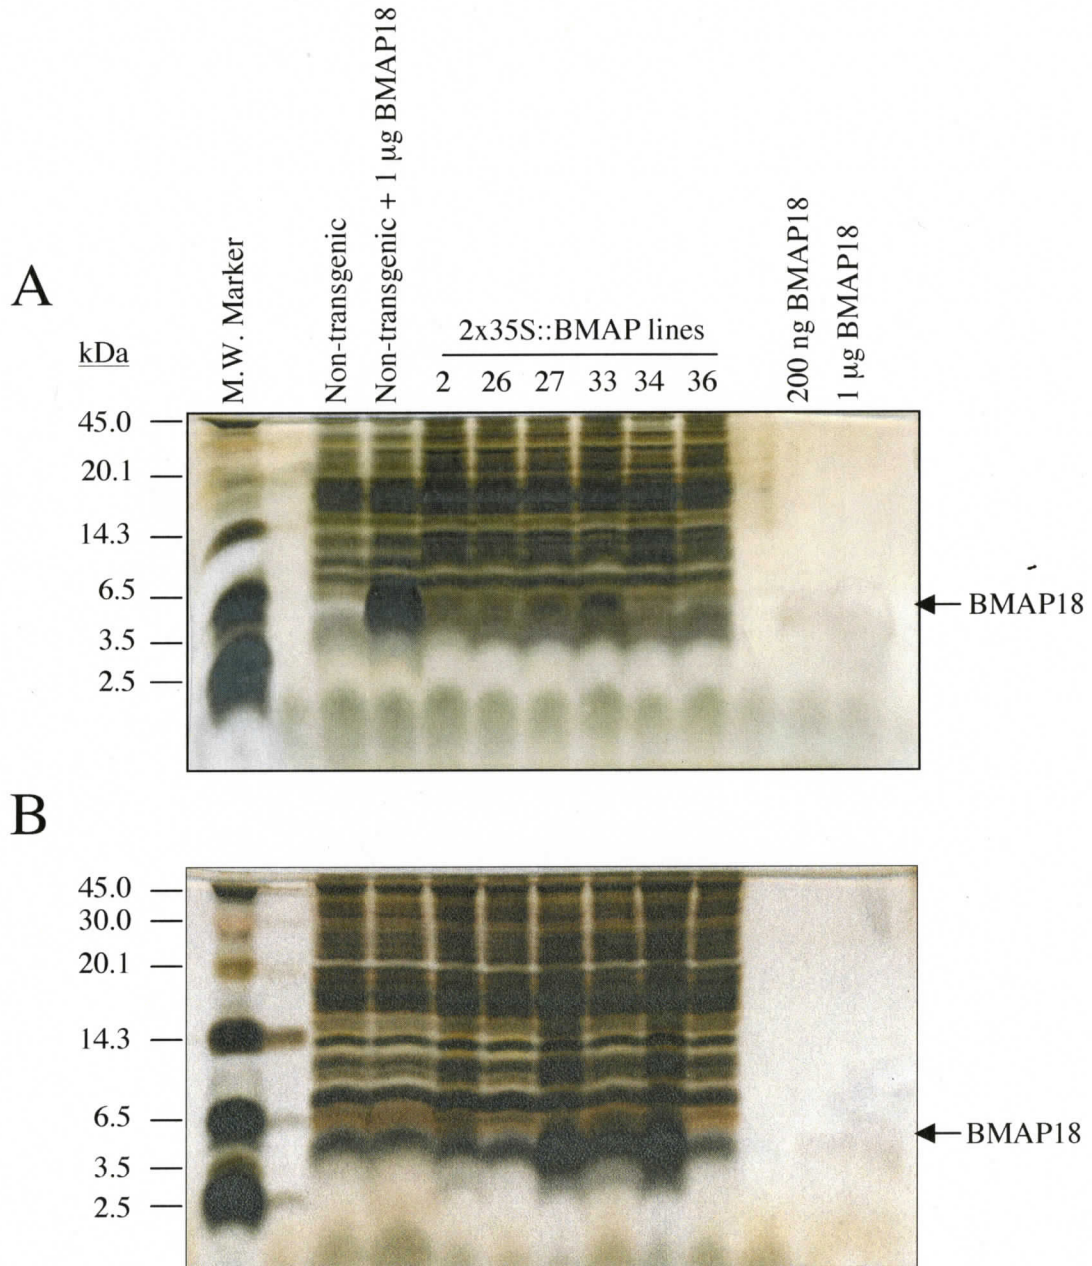 A
kDa
M.W. Marker
Non-transgenic
Non-transgenic + 1 µg BMAP18
2x35S::BMAP lines
2 26 27 33 34 36
200 ng BMAP18
1 µg BMAP18
45.0
20.1
14.3
6.5
3.5
2.5
BMAP18
B
45.0
30.0
20.1
14.3
6.5
3.5
2.5
BMAP18